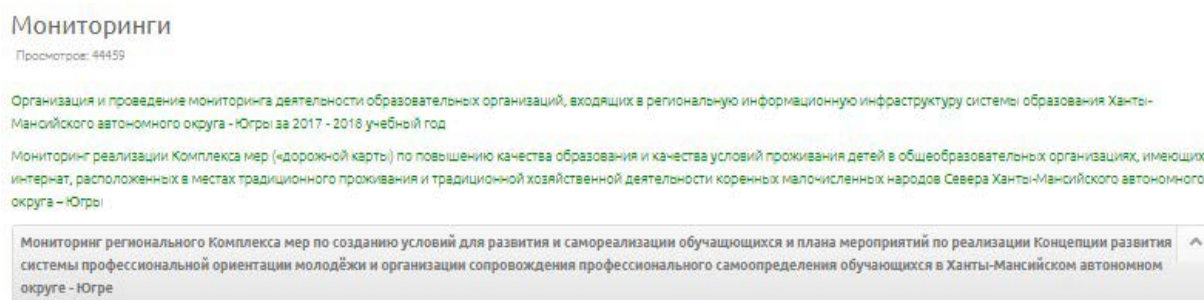 Мониторинги
Просмотров: 44459
Организация и проведение мониторинга деятельности образовательных организаций, входящих в региональную информационную инфраструктуру системы образования Ханты-
Мансийского автономного округа - Югры за 2017 - 2018 учебный год
Мониторинг реализации Комплекса мер («дорожной карты») по повышению качества образования и качества условий проживания детей в общеобразовательных организациях, имеющих
интернат, расположенных в местах традиционного проживания и традиционной хозяйственной деятельности коренных малочисленных народов Севера Ханты-Мансийского автономного
округа – Югры
Мониторинг регионального Комплекса мер по созданию условий для развития и самореализации обучащющихся и плана мероприятий по реализации Концепции развития
системы профессиональной ориентации молодёжи и организации сопровождения профессионального самоопределения обучающихся в Ханты-Мансийском автономном
округе - Югре